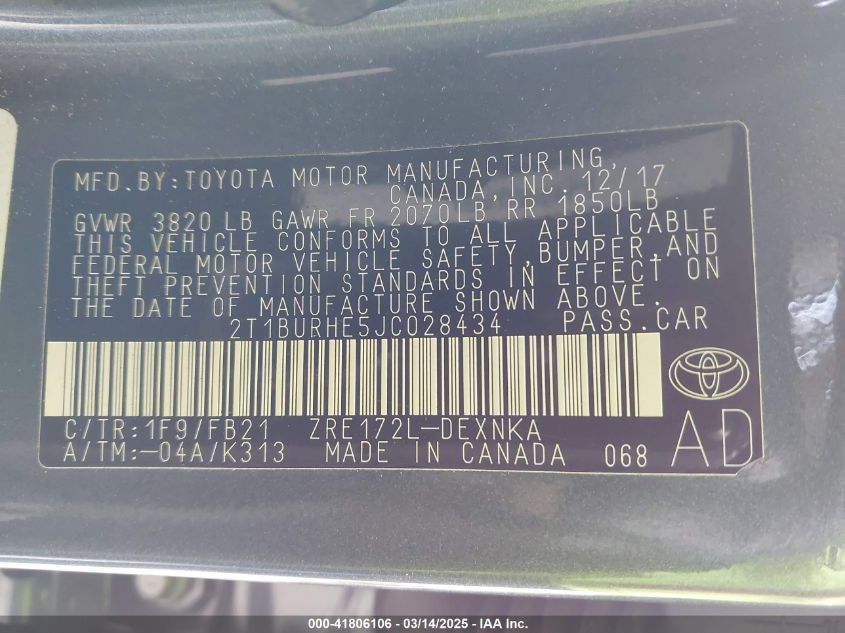 MFD.BY:TOYOTA MOTOR MANUFACTURING,
CANADA,INC. 12/17
GVWR 3820 LB GAWR FR 2070LB RR 1850LB
THIS VEHICLE CONFORMS TO ALL APPLICABLE
FEDERAL MOTOR VEHICLE SAFETY,BUMPER,AND
THEFT PREVENTION STANDARDS IN EFFECT ON
THE DATE OF MANUFACTURE SHOWN ABOVE.
2T1BURHE5JC028434 PASS.CAR
C/TR:1F9/FB21 ZRE172L-DEXNKA
A/TM:-04A/K313 MADE IN CANADA 068 AD
000-41806106 - 03/14/2025 - IAA Inc.